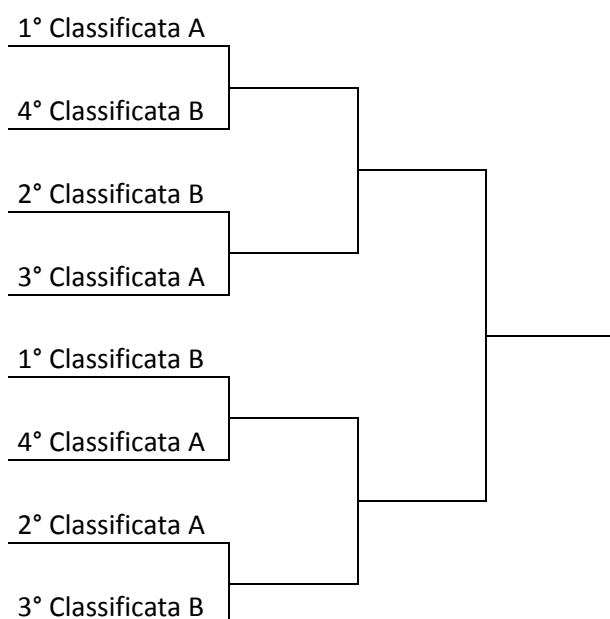 1° Classificata A
4° Classificata B
2° Classificata B
3° Classificata A
1° Classificata B
4° Classificata A
2° Classificata A
3° Classificata B